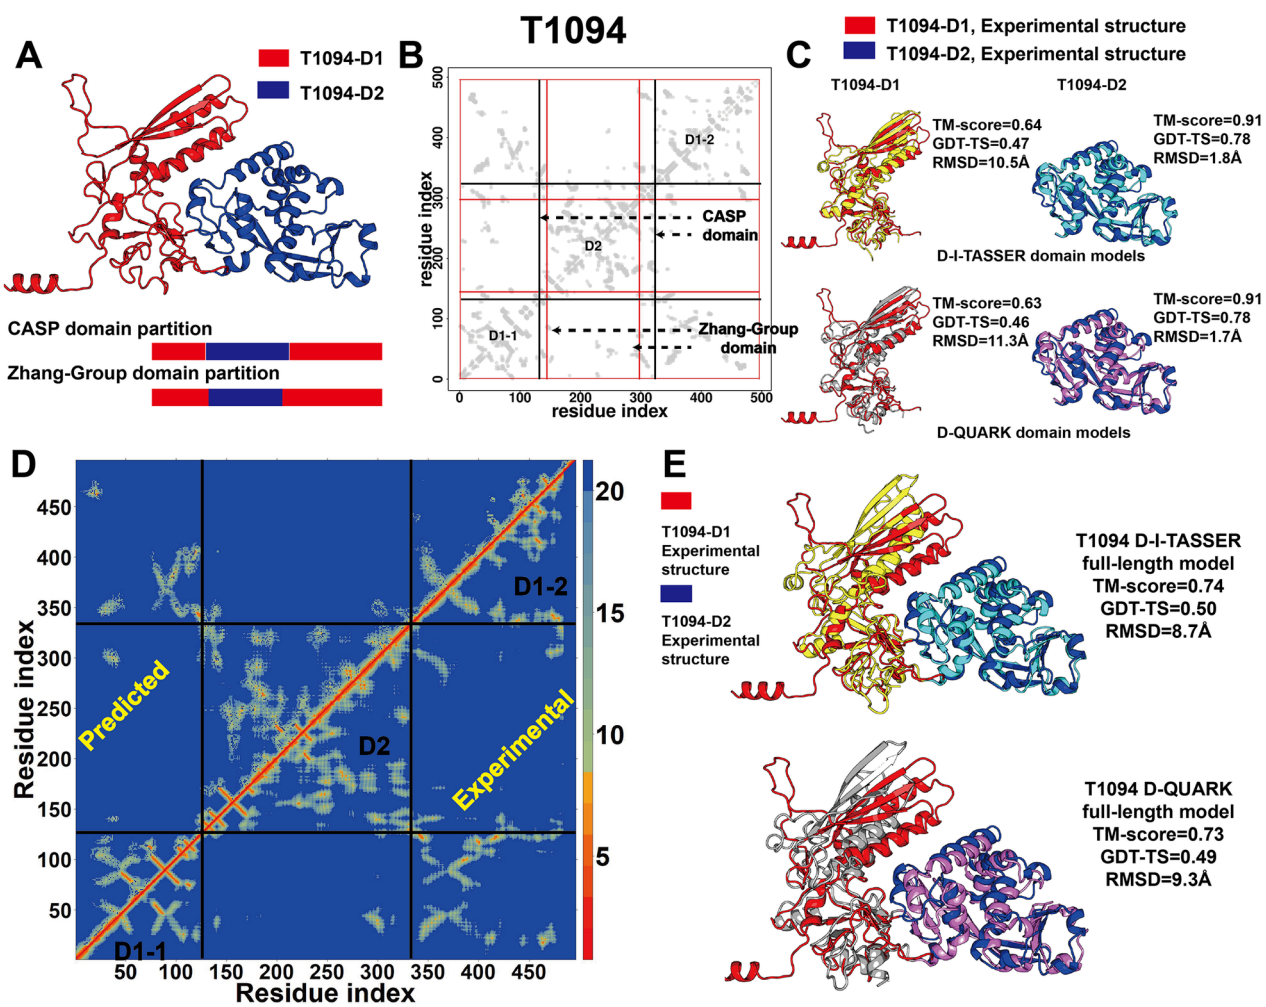 T1094
A
T1094-D1
T1094-D2
CASP domain partition
Zhang-Group domain partition
B
500
400
300
200
100
0
residue index
D1-2
CASP
domain
D2
D1-1
Zhang-Group
domain
0 100 200 300 400 500
residue index
T1094-D1, Experimental structure
T1094-D2, Experimental structure
C
T1094-D1
T1094-D2
TM-score=0.64
GDT-TS=0.47
RMSD=10.5Å
TM-score=0.91
GDT-TS=0.78
RMSD=1.8Å
D-I-TASSER domain models
TM-score=0.63
GDT-TS=0.46
RMSD=11.3Å
TM-score=0.91
GDT-TS=0.78
RMSD=1.7Å
D-QUARK domain models
D
450
400
350
300
250
200
150
100
50
Residue index
D1-2
Predicted
D2
Experimental
D1-1
50 100 150 200 250 300 350 400 450
Residue index
20
15
10
5
E
T1094-D1
Experimental
structure
T1094-D2
Experimental
structure
T1094 D-I-TASSER
full-length model
TM-score=0.74
GDT-TS=0.50
RMSD=8.7Å
T1094 D-QUARK
full-length model
TM-score=0.73
GDT-TS=0.49
RMSD=9.3Å